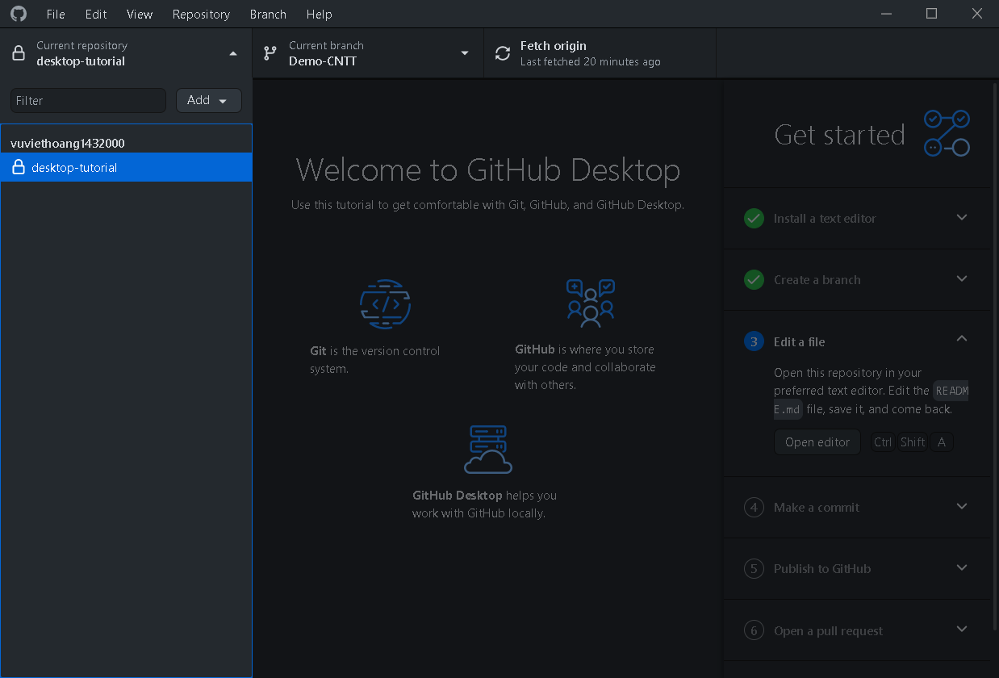 File Edit View Repository Branch Help
Current repository
desktop-tutorial
Current branch
Demo-CNTT
Fetch origin
Last fetched 20 minutes ago
Filter
Add
vuviethoang1432000
desktop-tutorial
Welcome to GitHub Desktop
Use this tutorial to get comfortable with Git, GitHub, and GitHub Desktop.
Git is the version control
system.
GitHub is where you store
your code and collaborate
with others.
GitHub Desktop helps you
work with GitHub locally.
Get started
Install a text editor
Create a branch
3 Edit a file
Open this repository in your
preferred text editor. Edit the READM
E.md file, save it, and come back.
Open editor Ctrl Shift A
4 Make a commit
5 Publish to GitHub
6 Open a pull request